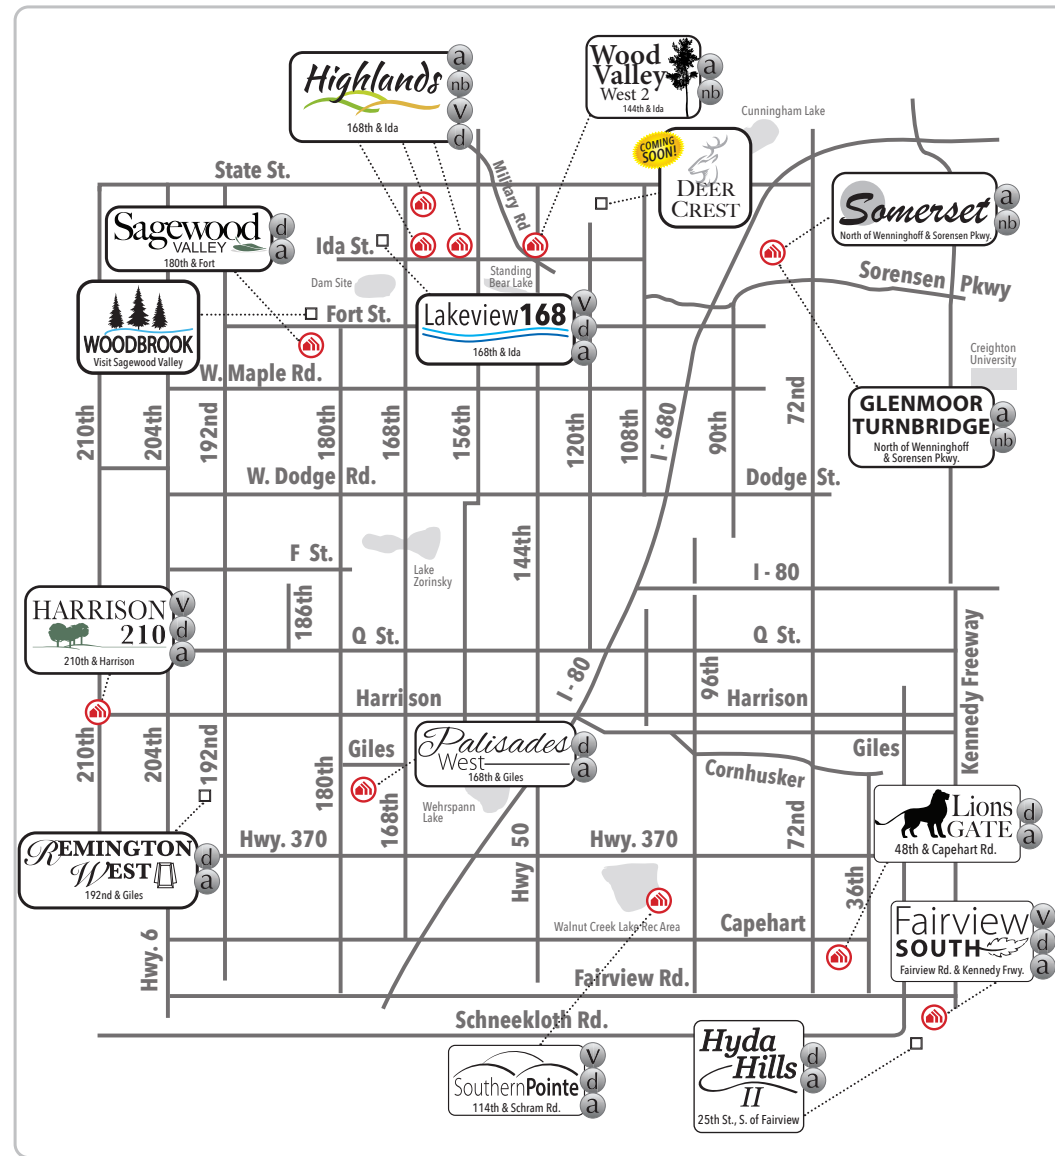 Highlands
168th & Ida
a
nb
v
d
Wood
Valley
West 2
144th & Ida
a
nb
Cunningham Lake
COMING
SOON!
DEER
CREST
State St.
Military Rd
Somerset
North of Wenninghoff & Sorensen Pkwy.
a
nb
Sagewood
VALLEY
180th & Fort
d
a
Ida St.
Dam Site
Standing
Bear Lake
Sorensen Pkwy
WOODBROOK
Visit Sagewood Valley
Fort St.
Lakeview168
168th & Ida
v
d
a
Creighton
University
W. Maple Rd.
GLENMOOR
TURNBRIDGE
North of Wenninghoff
& Sorensen Pkwy.
a
nb
210th
204th
192nd
180th
168th
156th
120th
108th
I - 680
90th
72nd
W. Dodge Rd.
Dodge St.
F St.
Lake
Zorinsky
144th
I - 80
186th
Q St.
Q St.
HARRISON
210
210th & Harrison
v
d
a
I - 80
96th
Kennedy Freeway
Harrison
Harrison
210th
204th
192nd
180th
Giles
168th
Palisades
West
168th & Giles
d
a
Wehrspann
Lake
Giles
Cornhusker
72nd
Lions
GATE
48th & Capehart Rd.
d
a
Hwy. 370
Hwy 50
Hwy. 370
REMINGTON
WEST
192nd & Giles
d
a
36th
Walnut Creek Lake Rec Area
Capehart
Fairview
SOUTH
Fairview Rd. & Kennedy Frwy.
v
d
a
Hwy. 6
Fairview Rd.
Schneekloth Rd.
SouthernPointe
114th & Schram Rd.
v
d
a
Hyda
Hills
II
25th St., S. of Fairview
d
a